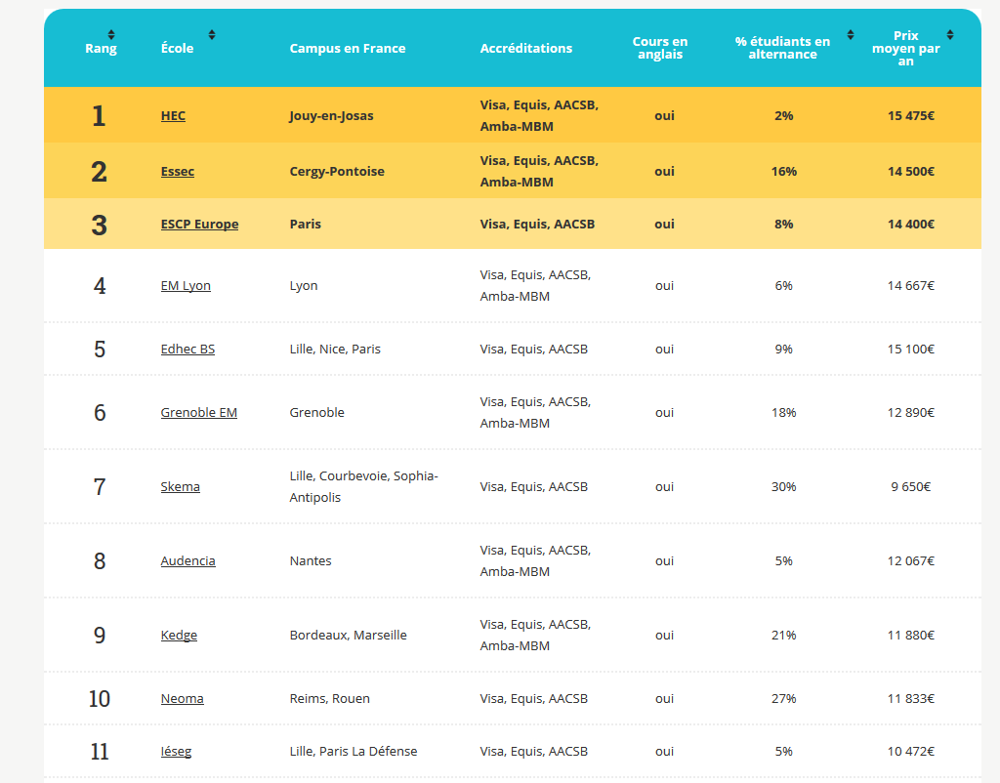 Rang École Campus en France Accréditations Cours en anglais % étudiants en alternance Prix moyen par an
1 HEC Jouy-en-Josas Visa, Equis, AACSB, Amba-MBM oui 2% 15 475€
2 Essec Cergy-Pontoise Visa, Equis, AACSB, Amba-MBM oui 16% 14 500€
3 ESCP Europe Paris Visa, Equis, AACSB oui 8% 14 400€
4 EM Lyon Lyon Visa, Equis, AACSB, Amba-MBM oui 6% 14 667€
5 Edhec BS Lille, Nice, Paris Visa, Equis, AACSB oui 9% 15 100€
6 Grenoble EM Grenoble Visa, Equis, AACSB, Amba-MBM oui 18% 12 890€
7 Skema Lille, Courbevoie, Sophia-Antipolis Visa, Equis, AACSB oui 30% 9 650€
8 Audencia Nantes Visa, Equis, AACSB, Amba-MBM oui 5% 12 067€
9 Kedge Bordeaux, Marseille Visa, Equis, AACSB, Amba-MBM oui 21% 11 880€
10 Neoma Reims, Rouen Visa, Equis, AACSB oui 27% 11 833€
11 Iéseg Lille, Paris La Défense Visa, Equis, AACSB oui 5% 10 472€